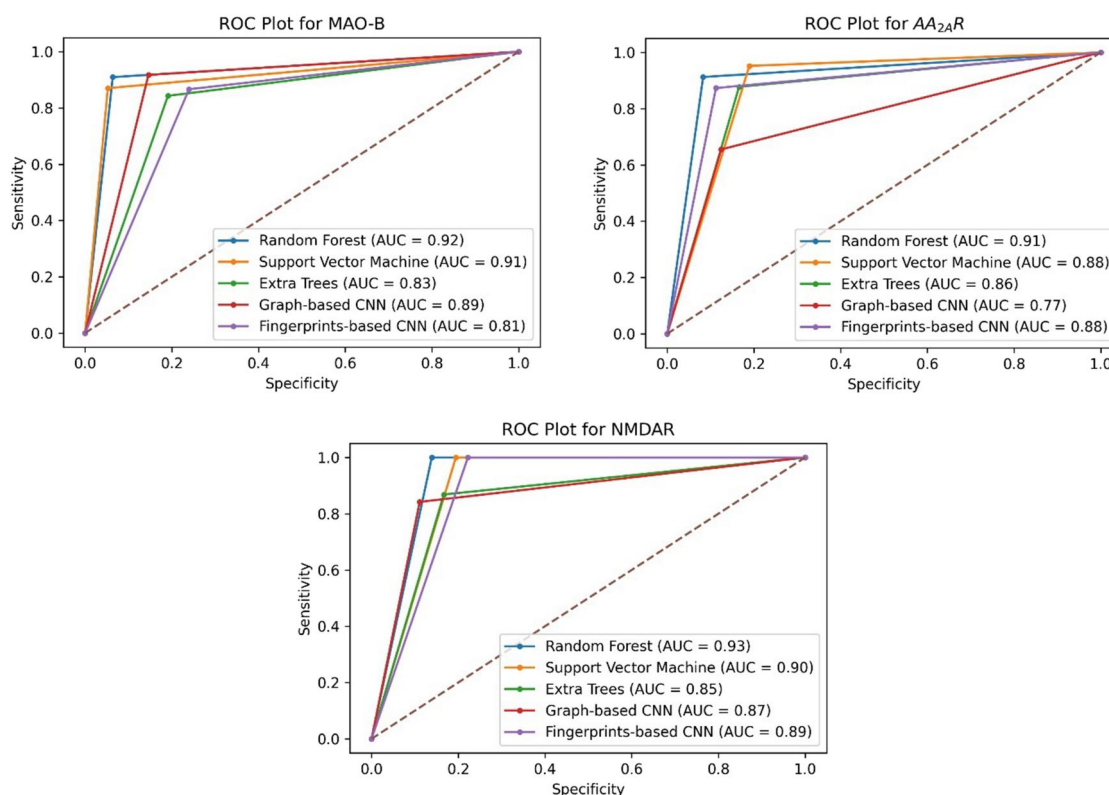 ROC Plot for MAO-B
1.0
0.8
0.6
0.4
0.2
0.0
Sensitivity
Random Forest (AUC = 0.92)
Support Vector Machine (AUC = 0.91)
Extra Trees (AUC = 0.83)
Graph-based CNN (AUC = 0.89)
Fingerprints-based CNN (AUC = 0.81)
0.0 0.2 0.4 0.6 0.8 1.0
Specificity
ROC Plot for AA2AR
1.0
0.8
0.6
0.4
0.2
0.0
Sensitivity
Random Forest (AUC = 0.91)
Support Vector Machine (AUC = 0.88)
Extra Trees (AUC = 0.86)
Graph-based CNN (AUC = 0.77)
Fingerprints-based CNN (AUC = 0.88)
0.0 0.2 0.4 0.6 0.8 1.0
Specificity
ROC Plot for NMDAR
1.0
0.8
0.6
0.4
0.2
0.0
Sensitivity
Random Forest (AUC = 0.93)
Support Vector Machine (AUC = 0.90)
Extra Trees (AUC = 0.85)
Graph-based CNN (AUC = 0.87)
Fingerprints-based CNN (AUC = 0.89)
0.0 0.2 0.4 0.6 0.8 1.0
Specificity